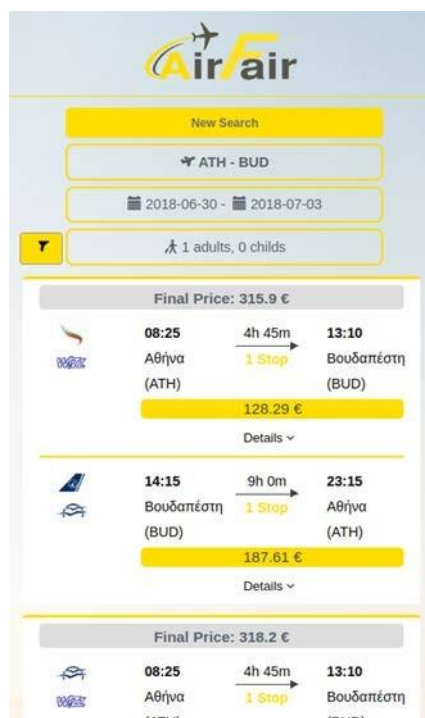 AirFair
New Search
ATH - BUD
2018-06-30 - 2018-07-03
1 adults, 0 childs
Final Price: 315.9 €
08:25 4h 45m 13:10
Αθήνα 1 Stop Βουδαπέστη
(ATH) (BUD)
128.29 €
Details
14:15 9h 0m 23:15
Βουδαπέστη 1 Stop Αθήνα
(BUD) (ATH)
187.61 €
Details
Final Price: 318.2 €
08:25 4h 45m 13:10
Αθήνα 1 Stop Βουδαπέστη